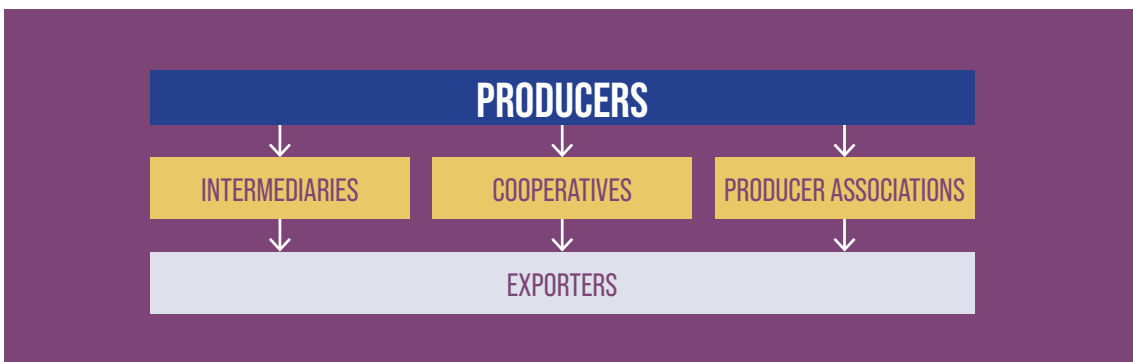 PRODUCERS
INTERMEDIARIES
COOPERATIVES
PRODUCER ASSOCIATIONS
EXPORTERS